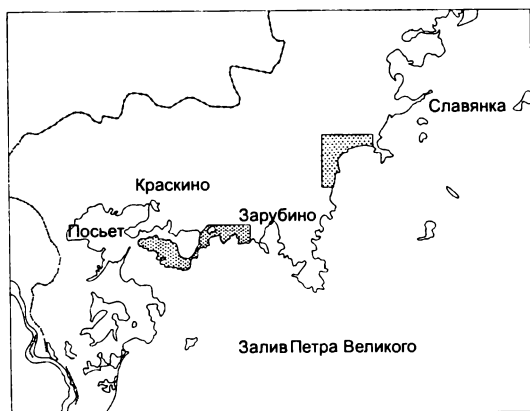 Славянка
Краскино
Зарубино
Посьет
Залив Петра Великого